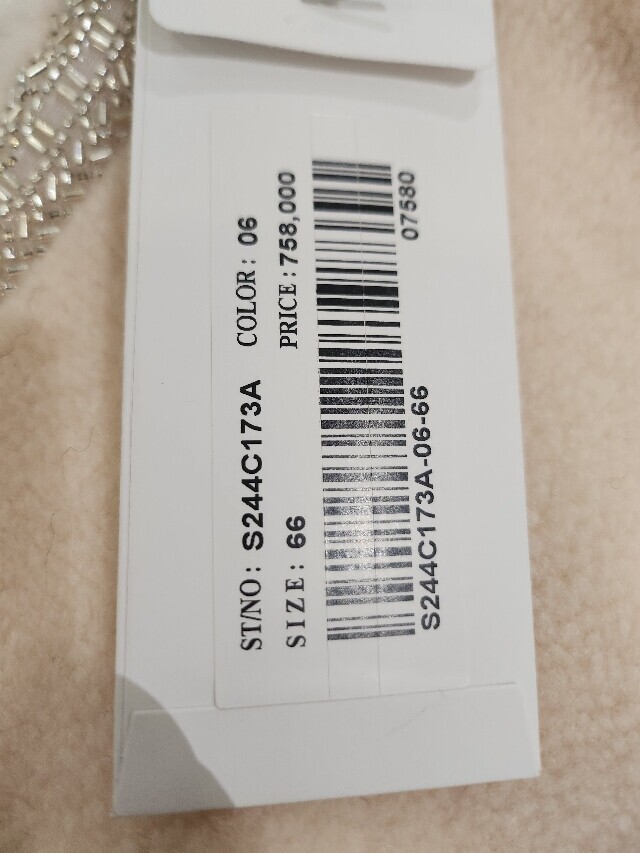 ST/NO: S244C173A COLOR: 06
SIZE: 66 PRICE: 758,000
S244C173A-06-66 07580